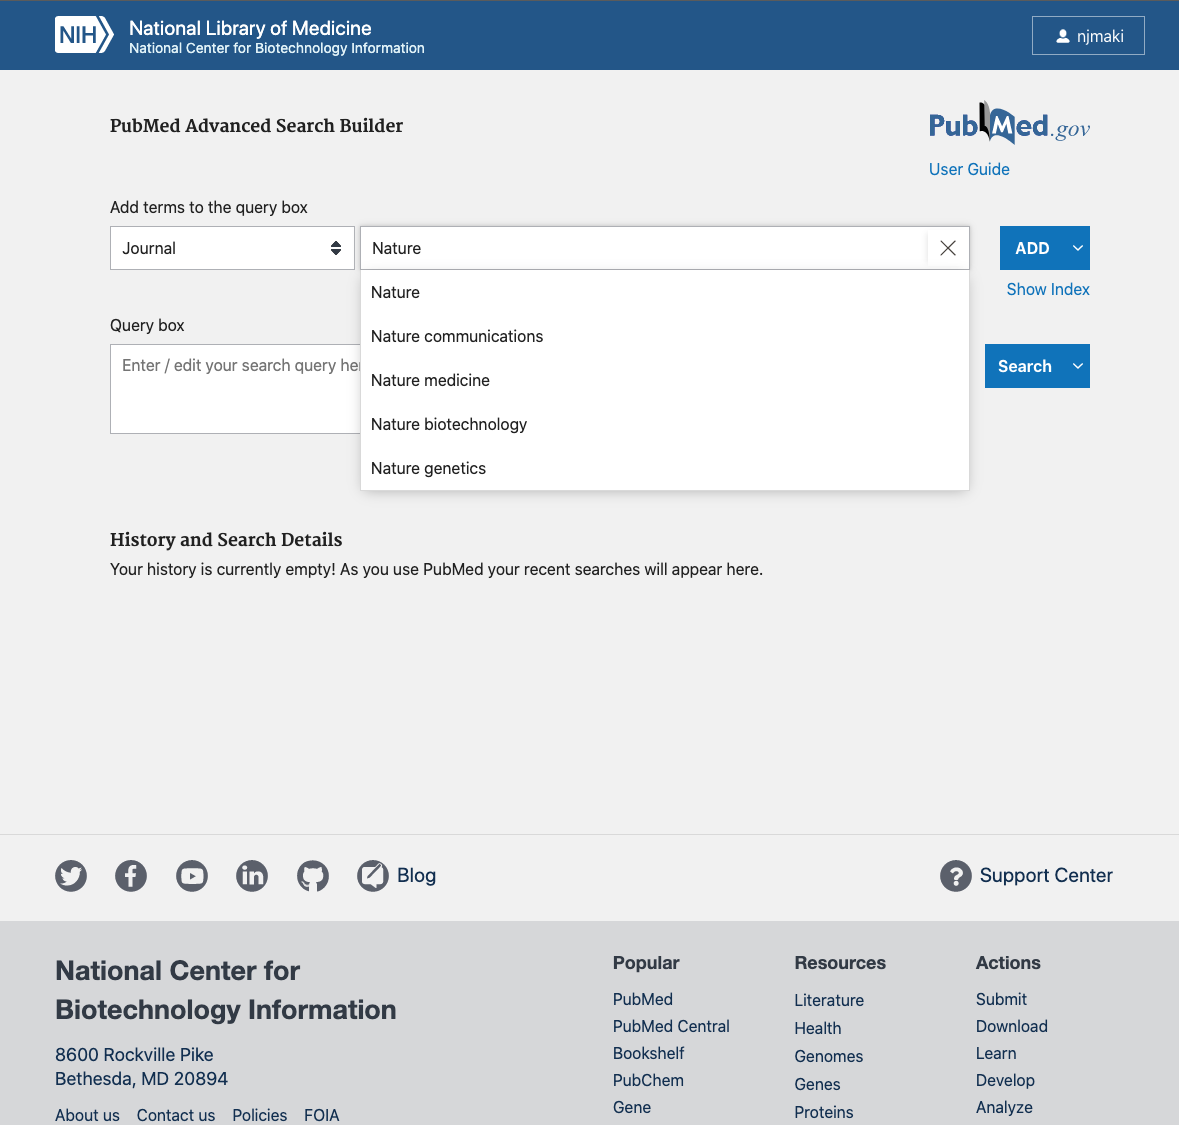 NIH
National Library of Medicine
National Center for Biotechnology Information
njmaki
PubMed Advanced Search Builder
PubMed.gov
User Guide
Add terms to the query box
Journal
Nature
ADD
Nature
Show Index
Nature communications
Nature medicine
Nature biotechnology
Nature genetics
Query box
Enter / edit your search query her
Search
History and Search Details
Your history is currently empty! As you use PubMed your recent searches will appear here.
Blog
Support Center
National Center for
Biotechnology Information
8600 Rockville Pike
Bethesda, MD 20894
About us Contact us Policies FOIA
Popular
PubMed
PubMed Central
Bookshelf
PubChem
Gene
Resources
Literature
Health
Genomes
Genes
Proteins
Actions
Submit
Download
Learn
Develop
Analyze